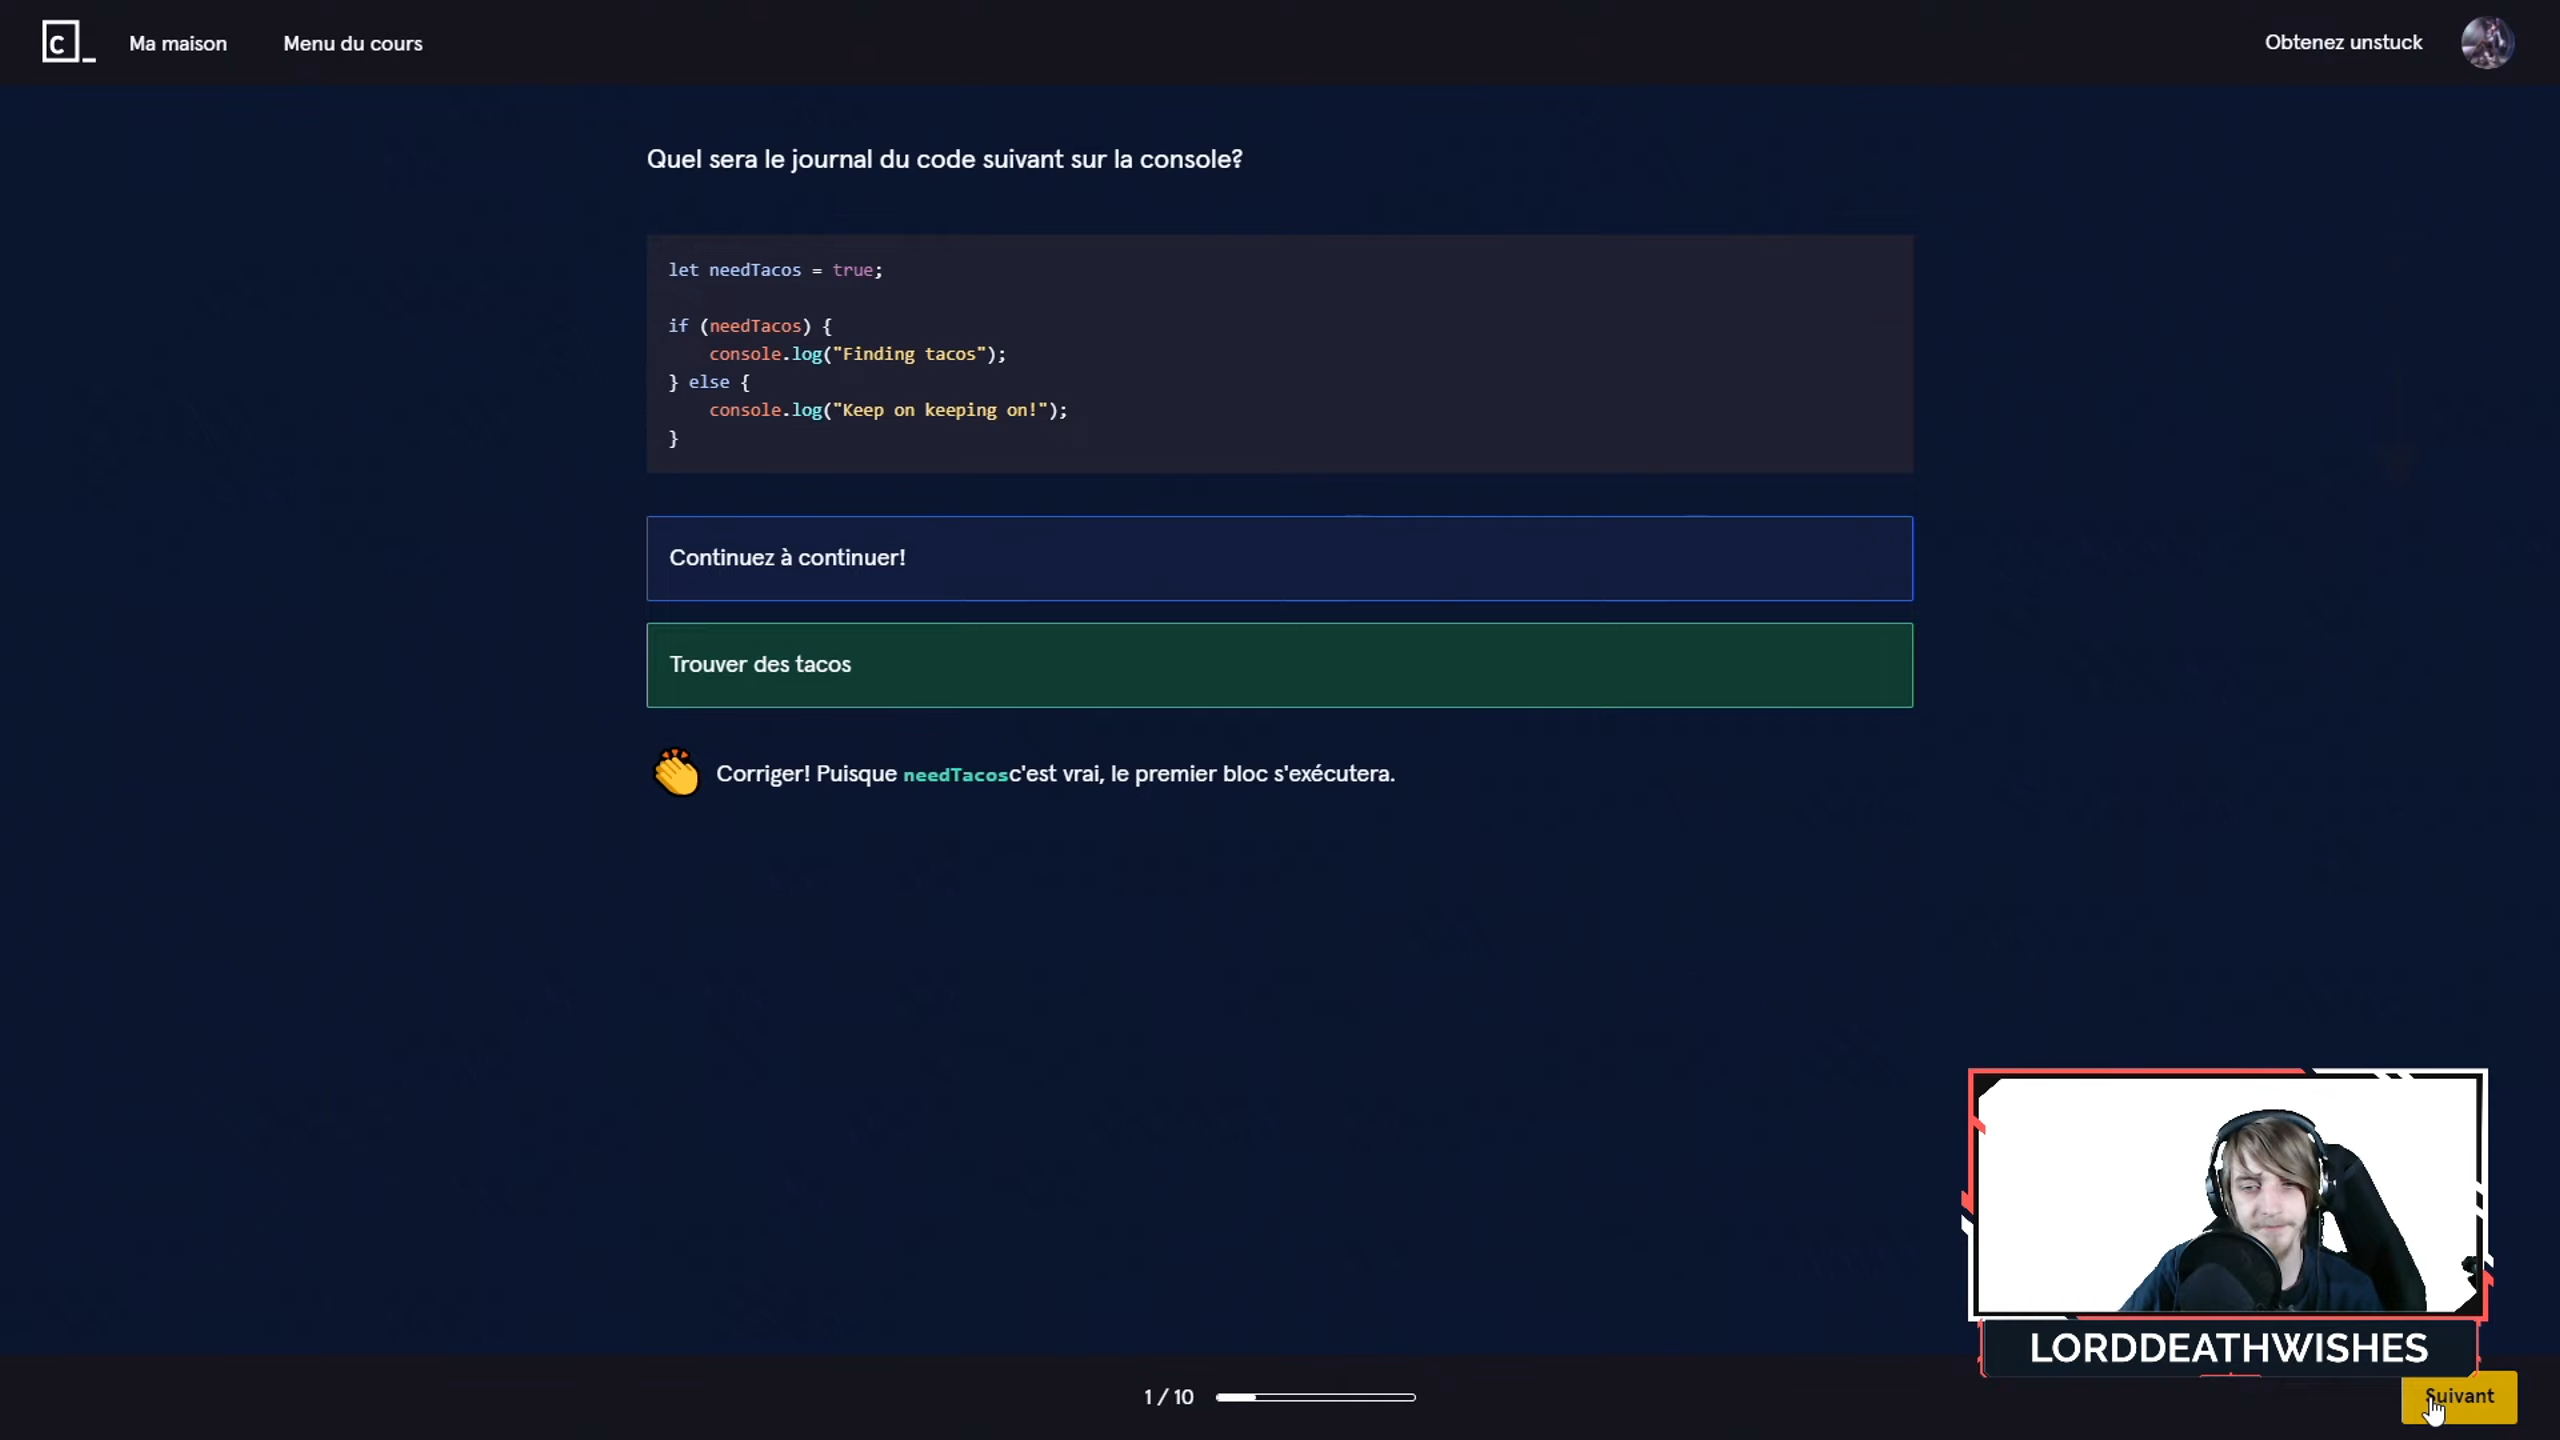 C_
Ma maison
Menu du cours
Obtenez unstuck
Quel sera le journal du code suivant sur la console?
let needTacos = true;
if (needTacos) {
    console.log("Finding tacos");
} else {
    console.log("Keep on keeping on!");
}
Continuez à continuer!
Trouver des tacos
Corriger! Puisque needTacosc'est vrai, le premier bloc s'exécutera.
LORDDEATHWISHES
1 / 10
Suivant